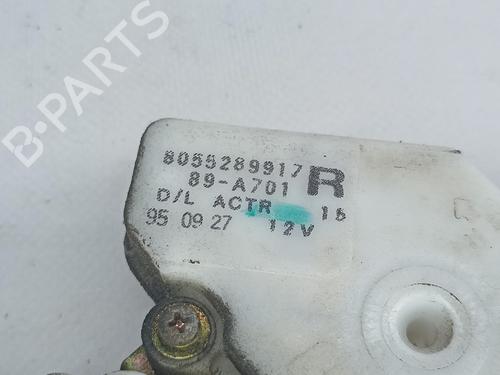 8055289917 R
89-A701
D/L ACTR 15
95 09 27 12V
B-PARTS